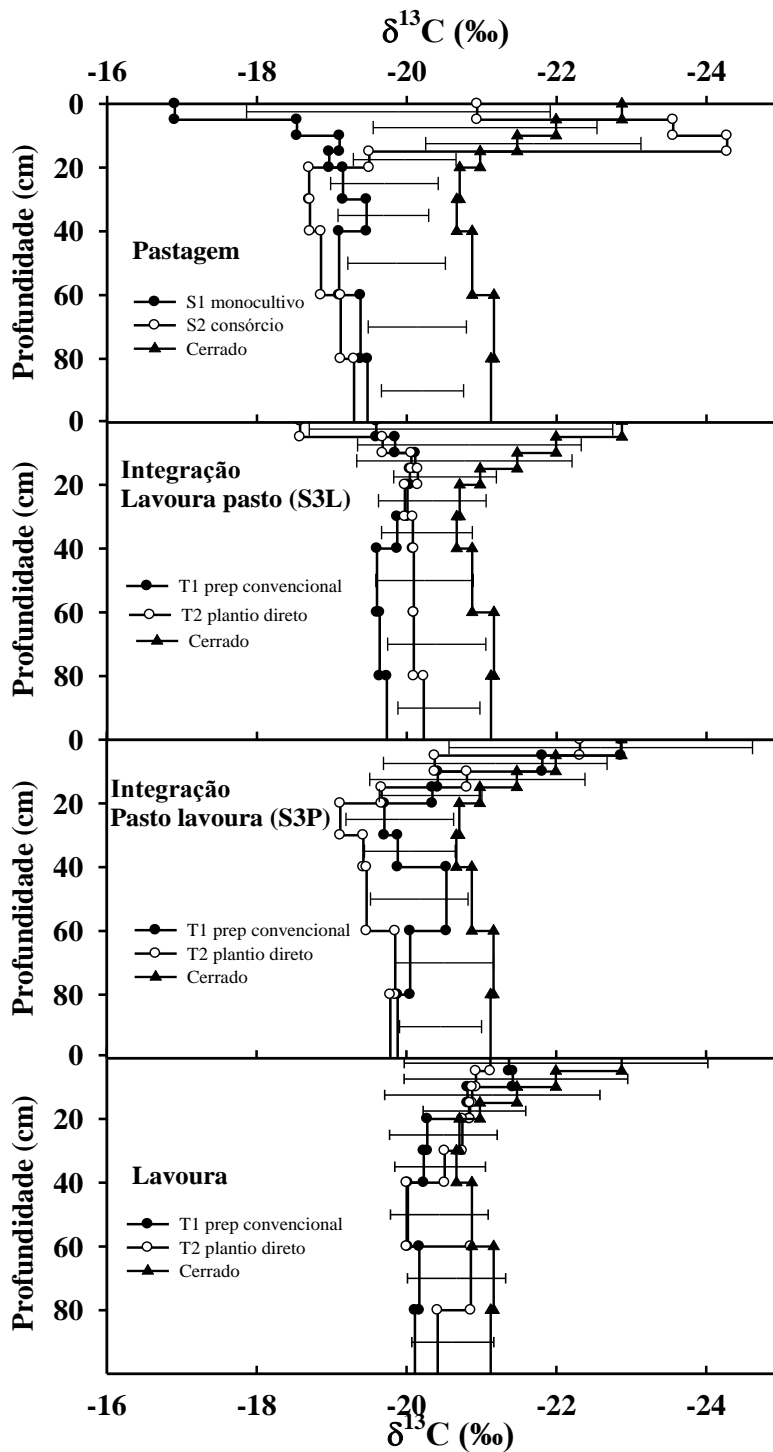 δ¹³C (‰)
-16 -18 -20 -22 -24
Profundidade (cm)
0
20
40
60
80
Pastagem
S1 monocultivo
S2 consórcio
Cerrado
Profundidade (cm)
0
20
40
60
80
Integração
Lavoura pasto (S3L)
T1 prep convencional
T2 plantio direto
Cerrado
Profundidade (cm)
0
20
40
60
80
Integração
Pasto lavoura (S3P)
T1 prep convencional
T2 plantio direto
Cerrado
Profundidade (cm)
0
20
40
60
80
Lavoura
T1 prep convencional
T2 plantio direto
Cerrado
-16 -18 -20 -22 -24
δ¹³C (‰)